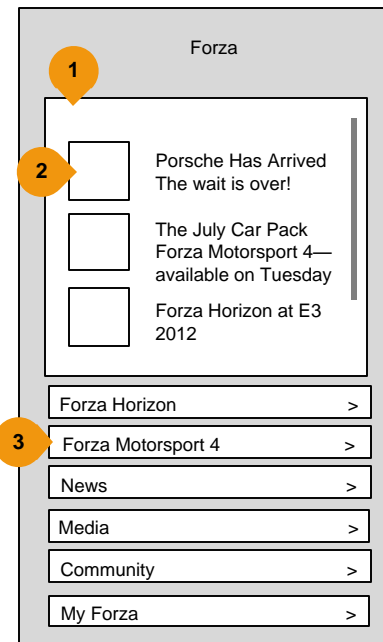 Forza
1
2
Porsche Has Arrived
The wait is over!
The July Car Pack
Forza Motorsport 4—
available on Tuesday
Forza Horizon at E3
2012
Forza Horizon >
3
Forza Motorsport 4 >
News >
Media >
Community >
My Forza >